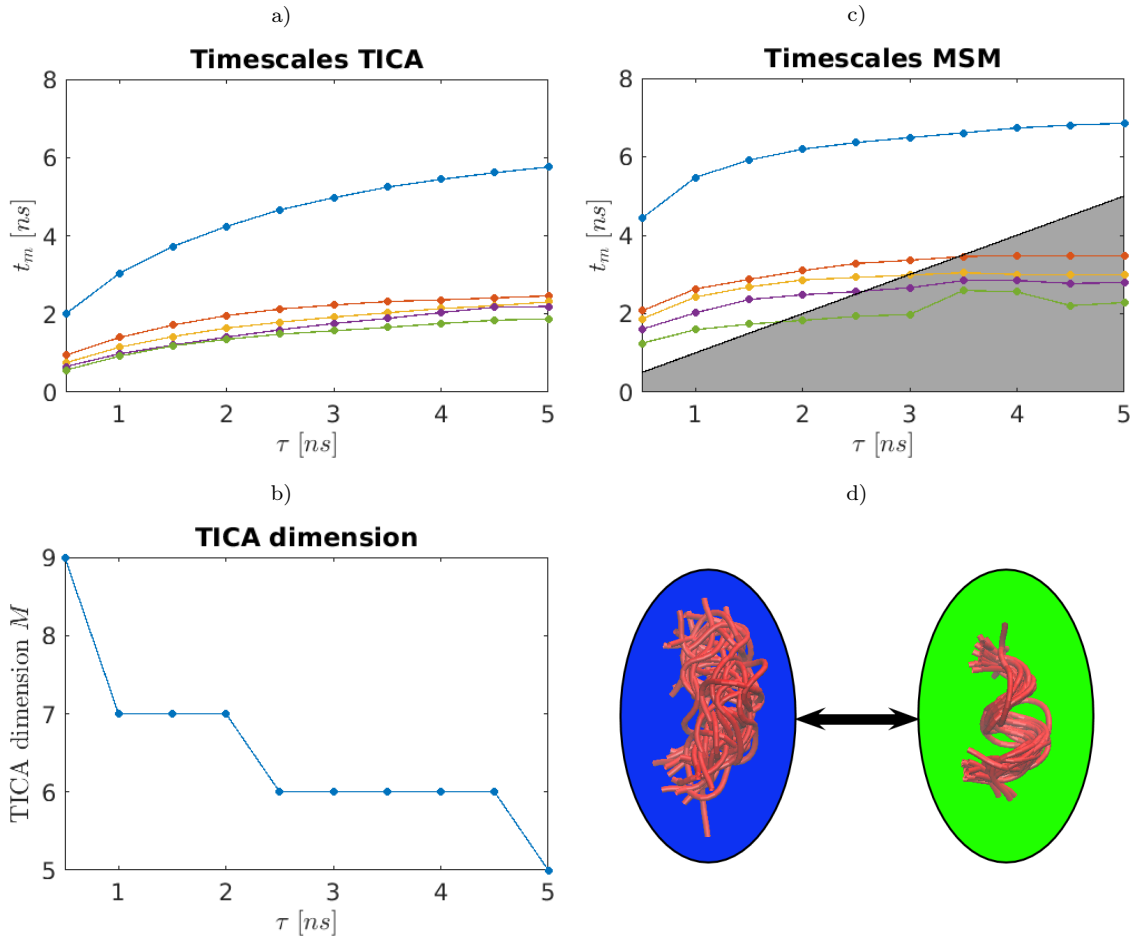 a)
Timescales TICA
8
6
4
2
0
t_m [ns]
1 2 3 4 5
τ [ns]
c)
Timescales MSM
8
6
4
2
0
t_m [ns]
1 2 3 4 5
τ [ns]
b)
TICA dimension
9
8
7
6
5
TICA dimension M
1 2 3 4 5
τ [ns]
d)